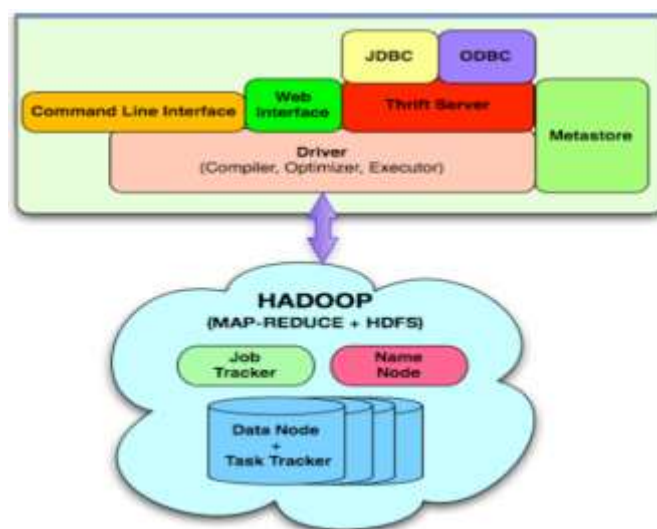 JDBC
ODBC
Command Line Interface
Web
Interface
Thrift Server
Metastore
Driver
(Compiler, Optimizer, Executor)
HADOOP
(MAP-REDUCE + HDFS)
Job
Tracker
Name
Node
Data Node
+
Task Tracker